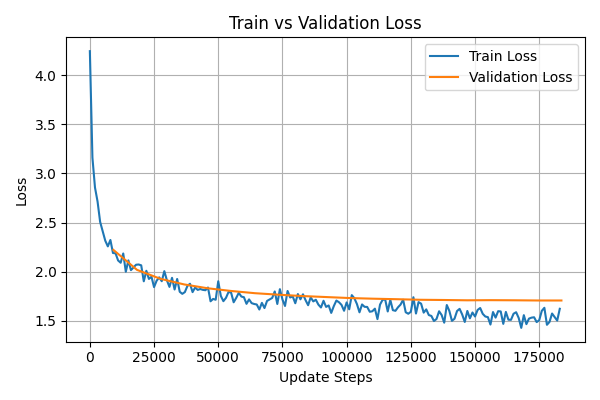 Train vs Validation Loss
Train Loss
Validation Loss
4.0
3.5
3.0
2.5
2.0
1.5
Loss
0 25000 50000 75000 100000 125000 150000 175000
Update Steps